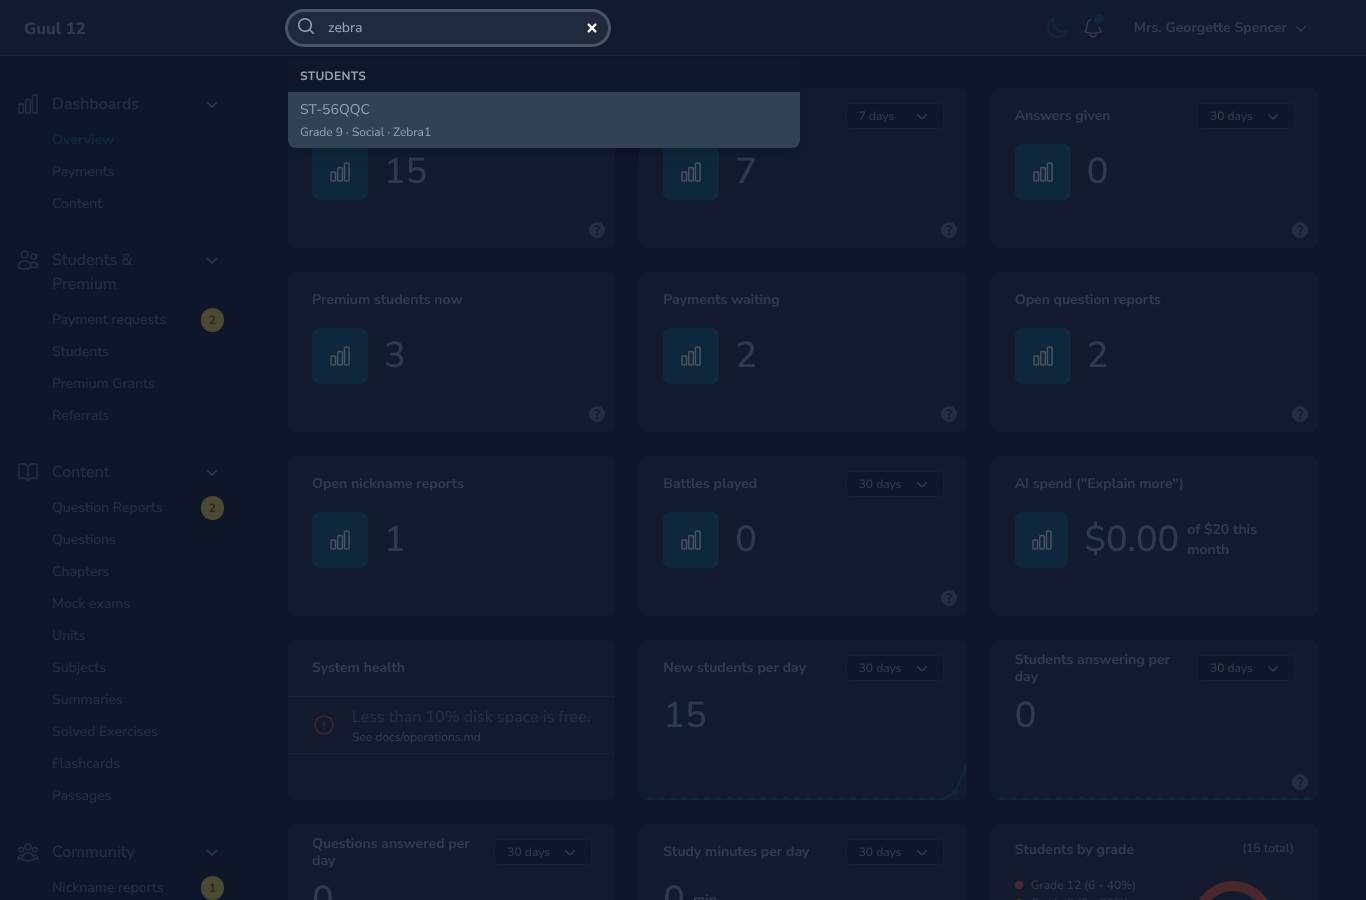 Guul 12
zebra
Mrs. Georgette Spencer
STUDENTS
ST-56QQC
Grade 9 · Social · Zebra1
Dashboards
Overview
Payments
Content
Students &
Premium
Payment requests 2
Students
Premium Grants
Referrals
Content
Question Reports 2
Questions
Chapters
Mock exams
Units
Subjects
Summaries
Solved Exercises
Flashcards
Passages
Community
Nickname reports 1
15
?
7 days
7
?
Answers given 30 days
0
?
Premium students now
3
?
Payments waiting
2
?
Open question reports
2
?
Open nickname reports
1
Battles played 30 days
0
?
AI spend ("Explain more")
$0.00 of $20 this
month
System health
Less than 10% disk space is free.
See docs/operations.md
New students per day 30 days
15
Students answering per
day
30 days
0
?
Questions answered per
day
30 days
0
Study minutes per day 30 days
0 min
Students by grade (15 total)
Grade 12 (6 - 40%)